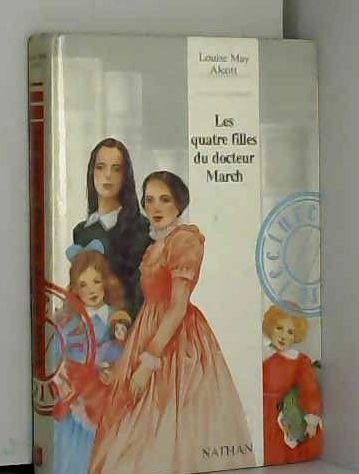 Louise May
Alcott
Les
quatre filles
du docteur
March
NATHAN